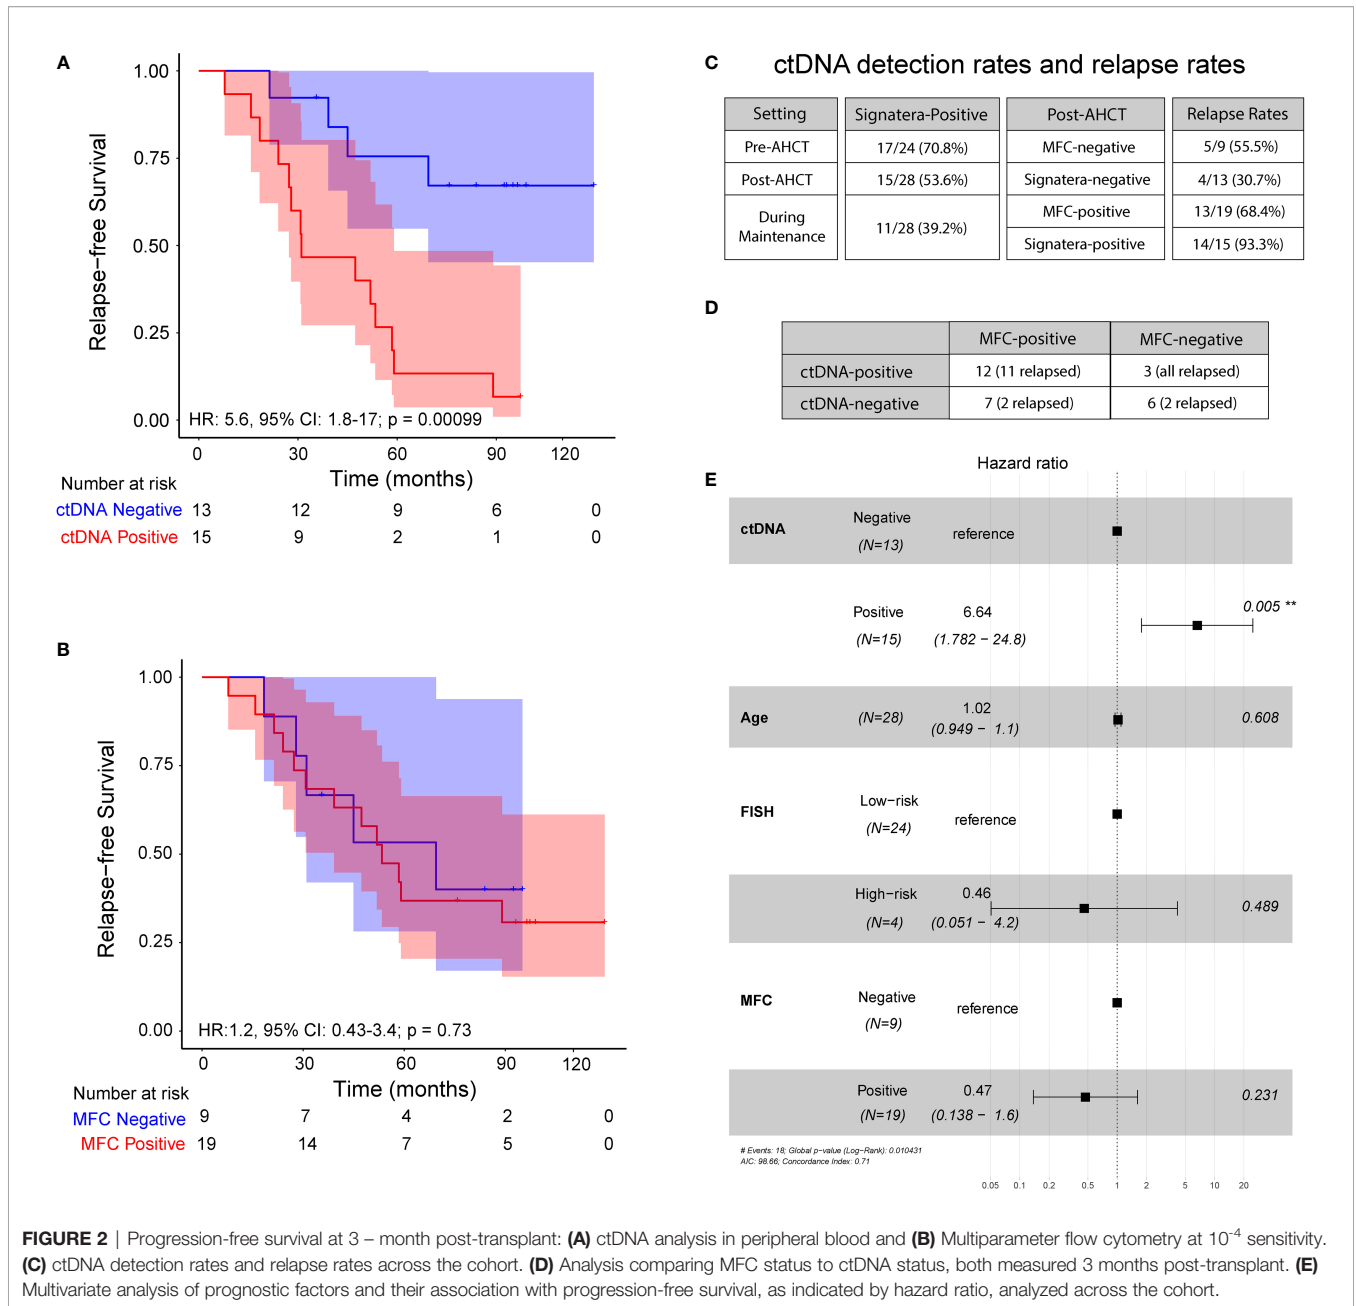 A
1.00
0.75
0.50
0.25
0.00
Relapse−free Survival
HR: 5.6, 95% CI: 1.8-17; p = 0.00099
0 30 60 90 120
Time (months)
Number at risk
ctDNA Negative 13 12 9 6 0
ctDNA Positive 15 9 2 1 0
B
1.00
0.75
0.50
0.25
0.00
Relapse−free Survival
HR:1.2, 95% CI: 0.43-3.4; p = 0.73
0 30 60 90 120
Time (months)
Number at risk
MFC Negative 9 7 4 2 0
MFC Positive 19 14 7 5 0
C
ctDNA detection rates and relapse rates
Setting Signatera-Positive Post-AHCT Relapse Rates
Pre-AHCT 17/24 (70.8%) MFC-negative 5/9 (55.5%)
Post-AHCT 15/28 (53.6%) Signatera-negative 4/13 (30.7%)
During
Maintenance 11/28 (39.2%)
MFC-positive 13/19 (68.4%)
Signatera-positive 14/15 (93.3%)
D
MFC-positive MFC-negative
ctDNA-positive 12 (11 relapsed) 3 (all relapsed)
ctDNA-negative 7 (2 relapsed) 6 (2 relapsed)
E
Hazard ratio
ctDNA Negative
(N=13) reference
Positive 6.64 0.005 **
(N=15) (1.782 − 24.8)
Age (N=28) 1.02 0.608
(0.949 − 1.1)
FISH Low−risk
(N=24) reference
High−risk 0.46 0.489
(N=4) (0.051 − 4.2)
MFC Negative reference
(N=9)
Positive 0.47 0.231
(N=19) (0.138 − 1.6)
# Events: 18; Global p−value (Log−Rank): 0.010431
AIC: 98.66; Concordance Index: 0.71
0.05 0.1 0.2 0.5 1 2 5 10 20
FIGURE 2 | Progression-free survival at 3 – month post-transplant: (A) ctDNA analysis in peripheral blood and (B) Multiparameter flow cytometry at 10-4 sensitivity.
(C) ctDNA detection rates and relapse rates across the cohort. (D) Analysis comparing MFC status to ctDNA status, both measured 3 months post-transplant. (E)
Multivariate analysis of prognostic factors and their association with progression-free survival, as indicated by hazard ratio, analyzed across the cohort.